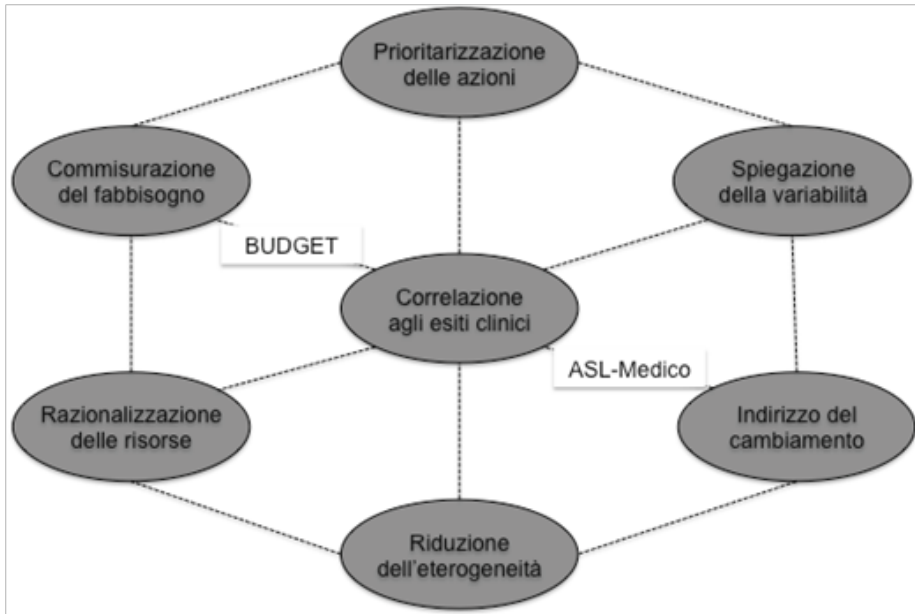 Prioritarizzazione
delle azioni
Commisurazione
del fabbisogno
Spiegazione
della variabilità
BUDGET
Correlazione
agli esiti clinici
ASL-Medico
Razionalizzazione
delle risorse
Indirizzo del
cambiamento
Riduzione
dell'eterogeneità